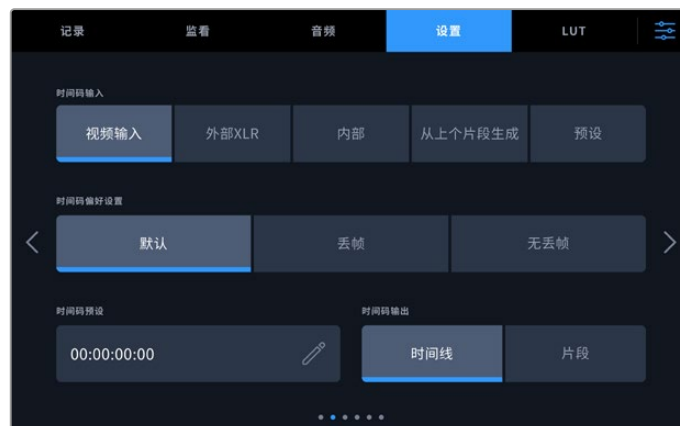 记录 监看 音频 设置 LUT
时间码输入
视频输入 外部XLR 内部 从上个片段生成 预设
时间码偏好设置
默认 丢帧 无丢帧
时间码预设 时间码输出
00:00:00:00 时间线 片段